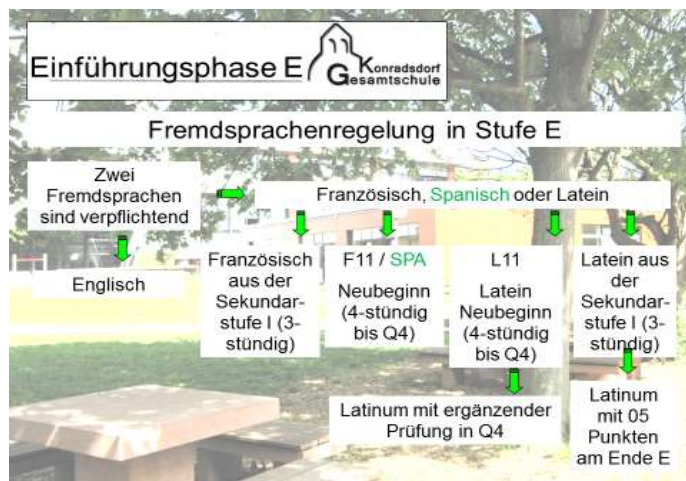 Einführungsphase E
Konradsdorf
Gesamtschule
Fremdsprachenregelung in Stufe E
Zwei
Fremdsprachen
sind verpflichtend
Französisch, Spanisch oder Latein
Englisch
Französisch
aus der
Sekundar-
stufe I (3-
stündig)
F11 / SPA
Neubeginn
(4-stündig
bis Q4)
L11
Latein
Neubeginn
(4-stündig
bis Q4)
Latein aus
der
Sekundar-
stufe I (3-
stündig)
Latinum mit ergänzender
Prüfung in Q4
Latinum
mit 05
Punkten
am Ende E